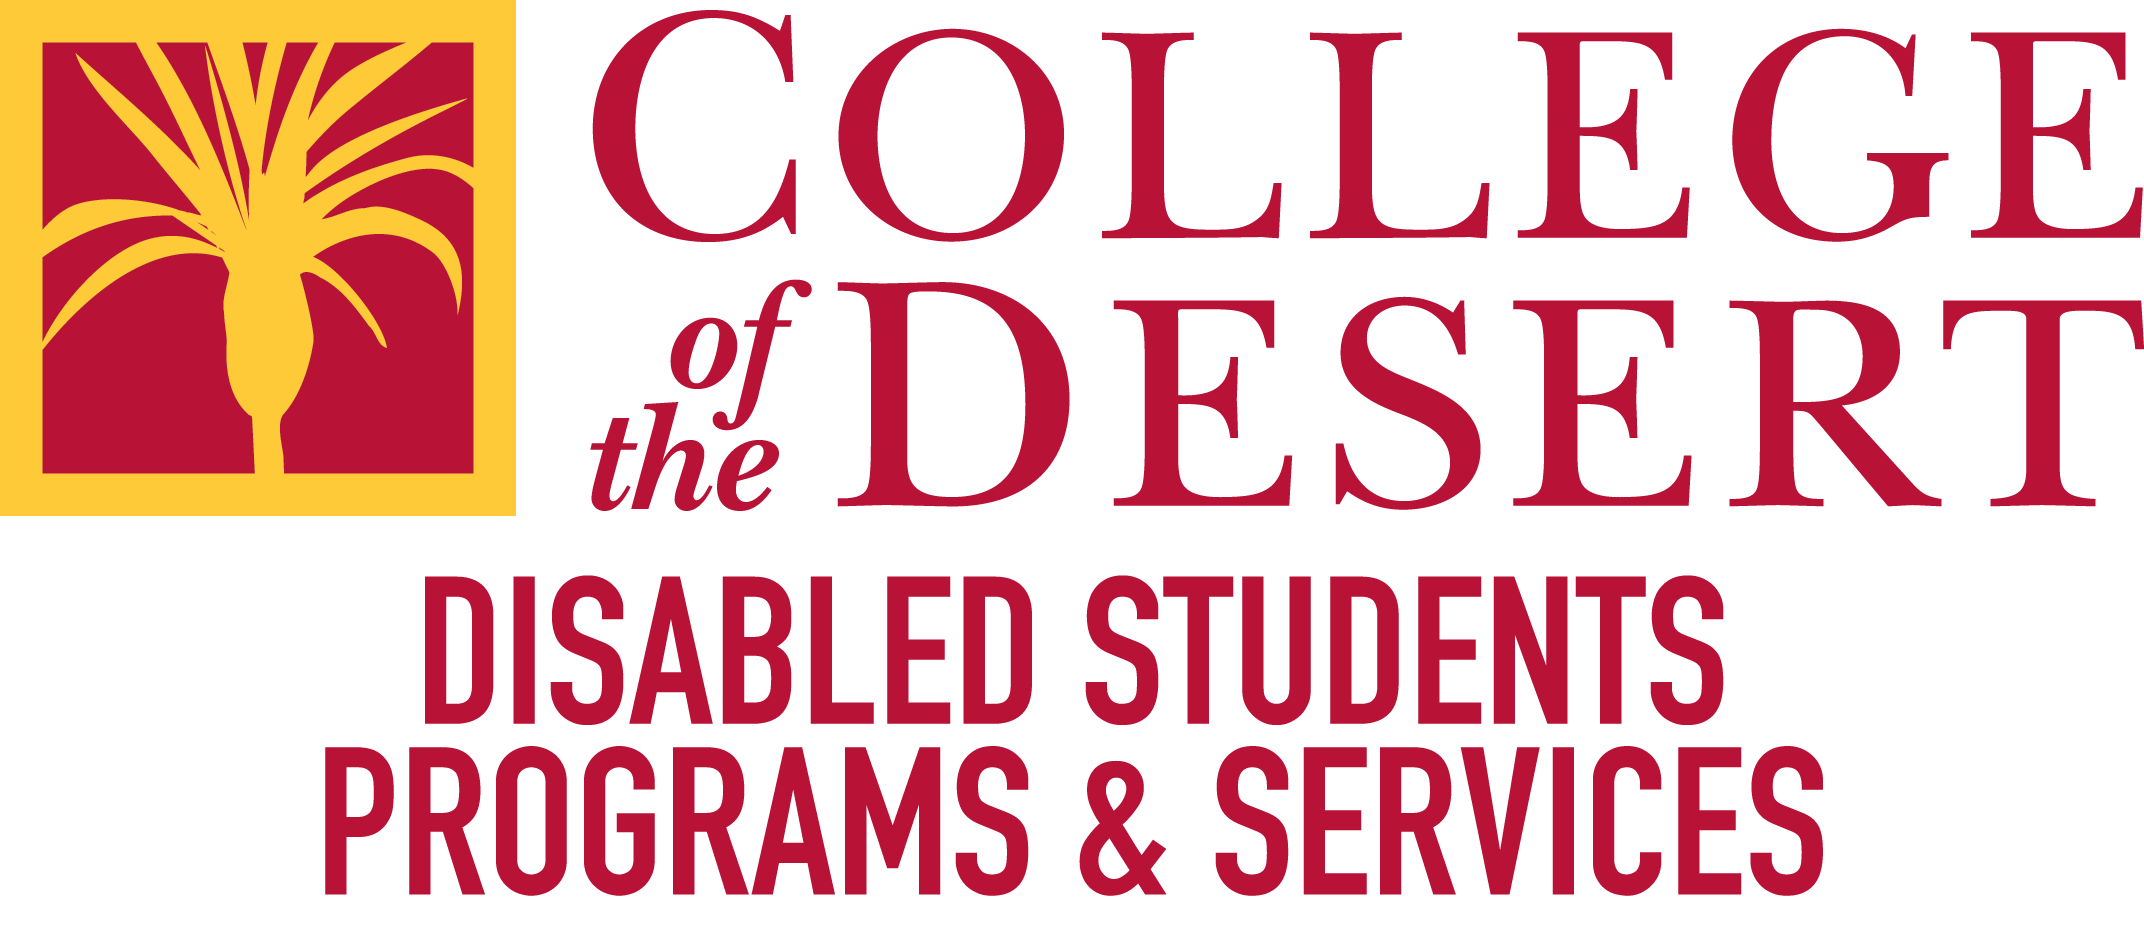 COLLEGE
of the DESERT
DISABLED STUDENTS
PROGRAMS & SERVICES